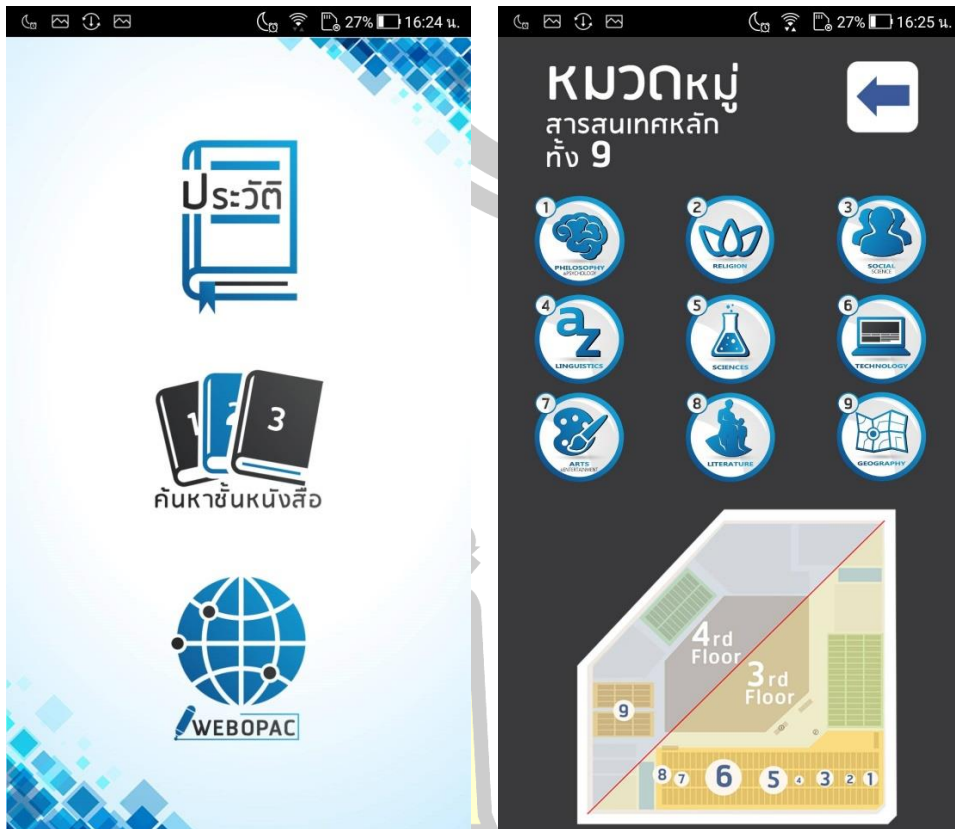 27% 16:24 น.
ประวัติ
1 2 3
ค้นหาชั้นหนังสือ
WEBOPAC
27% 16:25 น.
หมวดหมู่
สารสนเทศหลัก
ทั้ง 9
1
2
3
PHILOSOPHY
&PSYCHOLOGY
RELIGION
SOCIAL
SCIENCE
4
5
6
az
LINGUISTICS
SCIENCES
TECHNOLOGY
7
8
9
ARTS
&ENTERTAINMENT
LITERATURE
GEOGRAPHY
4rd
Floor
3rd
Floor
9
8 7 6 5 4 3 2 1